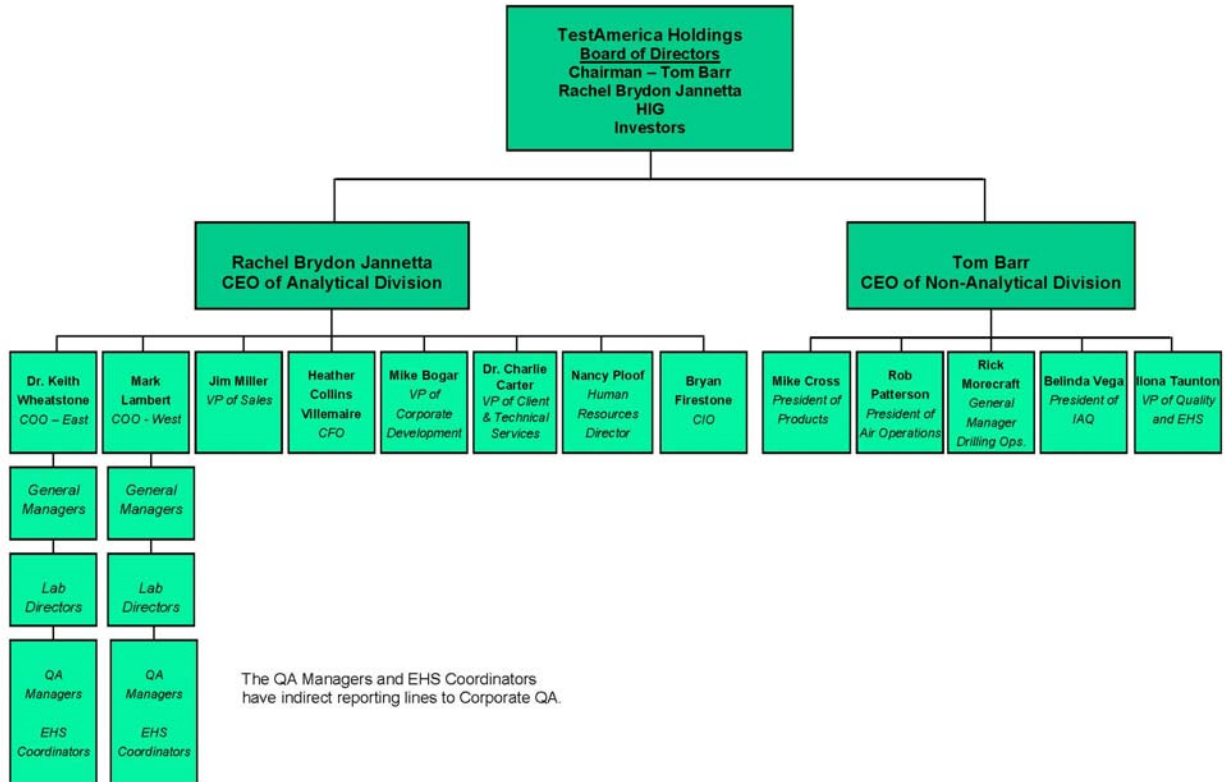 TestAmerica Holdings
Board of Directors
Chairman – Tom Barr
Rachel Brydon Jannetta
HIG
Investors
Rachel Brydon Jannetta
CEO of Analytical Division
Tom Barr
CEO of Non-Analytical Division
Dr. Keith
Wheatstone
COO – East
Mark
Lambert
COO - West
Jim Miller
VP of Sales
Heather
Collins
Villemaire
CFO
Mike Bogar
VP of
Corporate
Development
Dr. Charlie
Carter
VP of Client
& Technical
Services
Nancy Ploof
Human
Resources
Director
Bryan
Firestone
CIO
Mike Cross
President of
Products
Rob
Patterson
President of
Air Operations
Rick
Morecraft
General
Manager
Drilling Ops.
Belinda Vega
President of
IAQ
Ilona Taunton
VP of Quality
and EHS
General
Managers
General
Managers
Lab
Directors
Lab
Directors
QA
Managers
EHS
Coordinators
QA
Managers
EHS
Coordinators
The QA Managers and EHS Coordinators
have indirect reporting lines to Corporate QA.